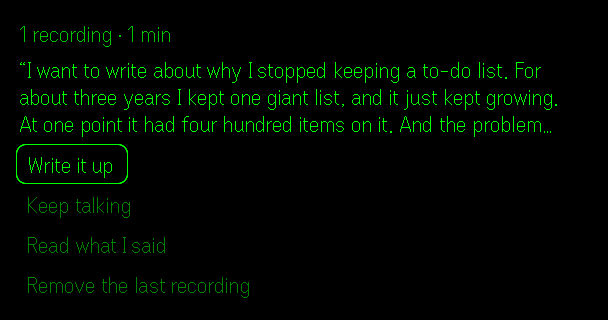 1 recording · 1 min
“I want to write about why I stopped keeping a to-do list. For
about three years I kept one giant list, and it just kept growing.
At one point it had four hundred items on it. And the problem…
Write it up
Keep talking
Read what I said
Remove the last recording